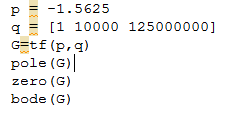 p = -1.5625
q = [1 10000 125000000]
G=tf(p,q)
pole(G)
zero(G)
bode(G)